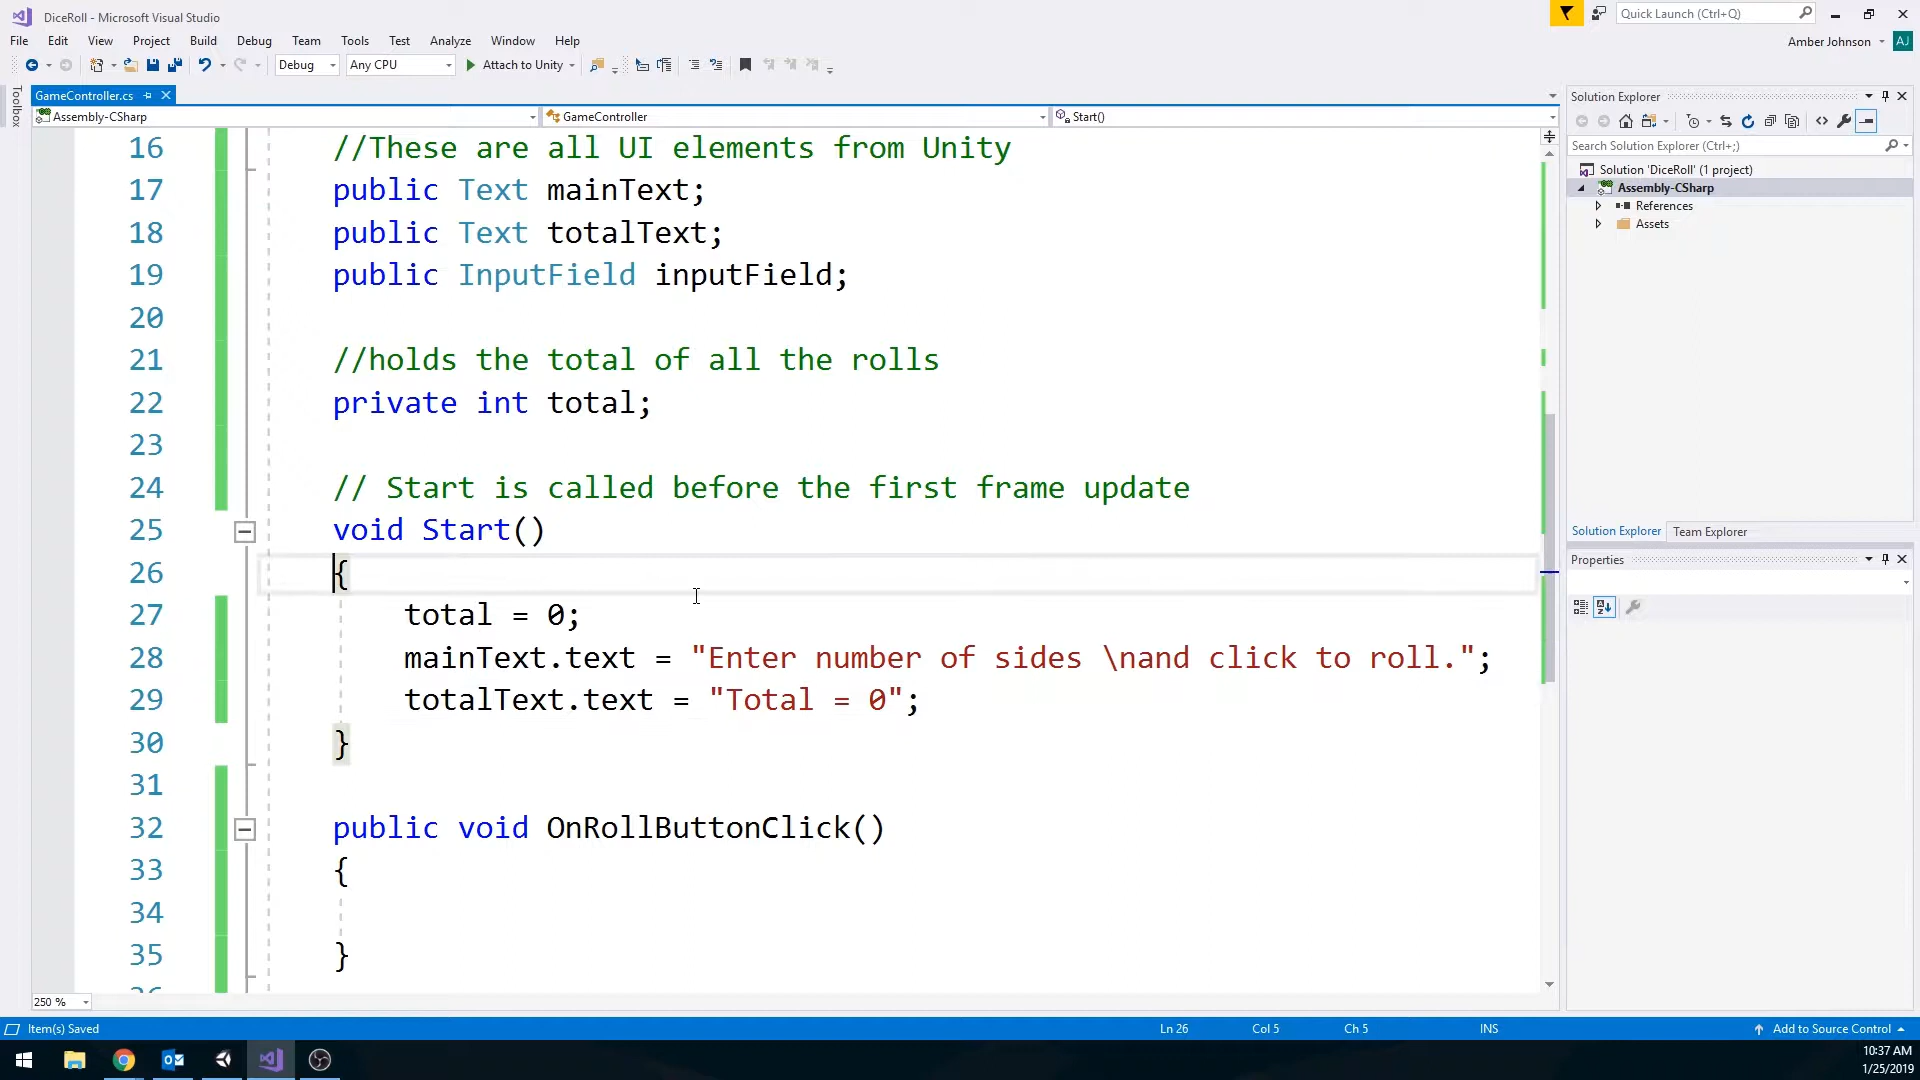 DiceRoll - Microsoft Visual Studio
Quick Launch (Ctrl+Q)
File Edit View Project Build Debug Team Tools Test Analyze Window Help
Amber Johnson AJ
Debug Any CPU Attach to Unity
Toolbox
GameController.cs
Assembly-CSharp GameController Start()
16 //These are all UI elements from Unity
17 public Text mainText;
18 public Text totalText;
19 public InputField inputField;
20
21 //holds the total of all the rolls
22 private int total;
23
24 // Start is called before the first frame update
25 void Start()
26 {
27 total = 0;
28 mainText.text = "Enter number of sides \nand click to roll.";
29 totalText.text = "Total = 0";
30 }
31
32 public void OnRollButtonClick()
33 {
34
35 }
250 %
Solution Explorer
Search Solution Explorer (Ctrl+;)
Solution 'DiceRoll' (1 project)
Assembly-CSharp
References
Assets
Solution Explorer Team Explorer
Properties
Item(s) Saved Ln 26 Col 5 Ch 5 INS Add to Source Control
10:37 AM
1/25/2019